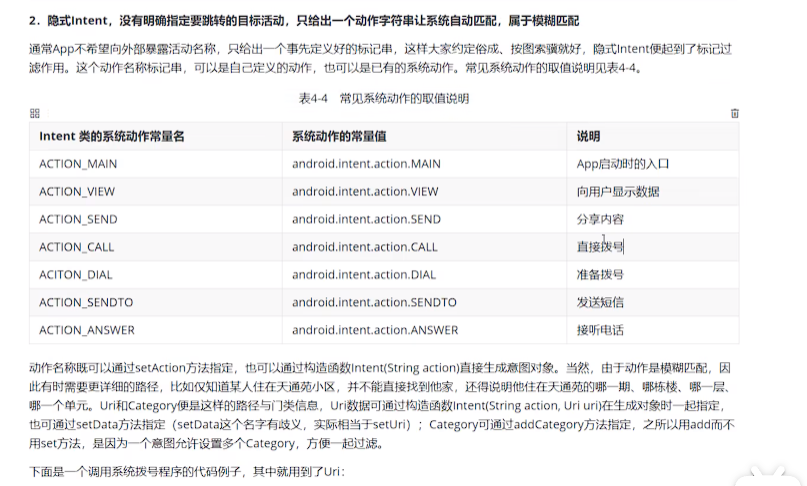 2．隐式Intent，没有明确指定要跳转的目标活动，只给出一个动作字符串让系统自动匹配，属于模糊匹配
通常App不希望向外部暴露活动名称，只给出一个事先定义好的标记串，这样大家约定俗成、按图索骥就好，隐式Intent便起到了标记过
滤作用。这个动作名称标记串，可以是自己定义的动作，也可以是已有的系统动作。常见系统动作的取值说明见表4-4。
表4-4 常见系统动作的取值说明
Intent 类的系统动作常量名 系统动作的常量值 说明
ACTION_MAIN android.intent.action.MAIN App启动时的入口
ACTION_VIEW android.intent.action.VIEW 向用户显示数据
ACTION_SEND android.intent.action.SEND 分享内容
ACTION_CALL android.intent.action.CALL 直接拨号
ACITON_DIAL android.intent.action.DIAL 准备拨号
ACTION_SENDTO android.intent.action.SENDTO 发送短信
ACTION_ANSWER android.intent.action.ANSWER 接听电话
动作名称既可以通过setAction方法指定，也可以通过构造函数Intent(String action)直接生成意图对象。当然，由于动作是模糊匹配，因
此有时需要更详细的路径，比如仅知道某人住在天通苑小区，并不能直接找到他家，还得说明他住在天通苑的哪一期、哪栋楼、哪一层、
哪一个单元。Uri和Category便是这样的路径与门类信息，Uri数据可通过构造函数Intent(String action, Uri uri)在生成对象时一起指定，
也可通过setData方法指定（setData这个名字有歧义，实际相当于setUri）；Category可通过addCategory方法指定，之所以用add而不
用set方法，是因为一个意图允许设置多个Category，方便一起过滤。
下面是一个调用系统拨号程序的代码例子，其中就用到了Uri：